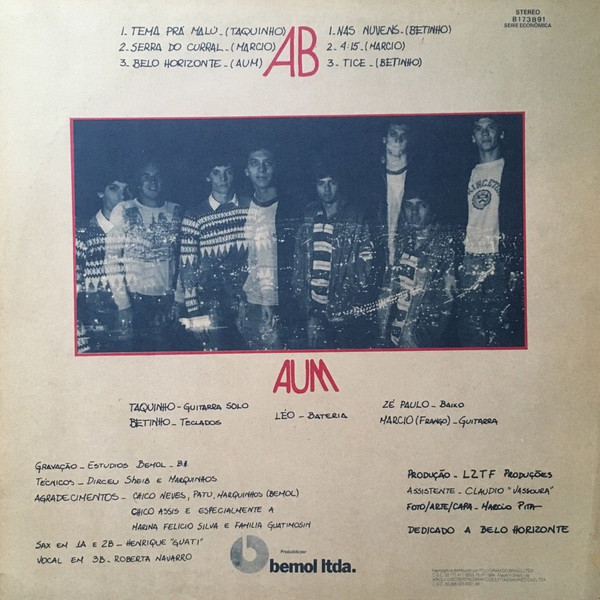 STEREO
8173891
SÉRIE ECONÔMICA
1. TEMA PRÁ MALÚ - (TAQUINHO)
2. SERRA DO CURRAL - (MARCIO)
3. BELO HORIZONTE - (AUM)
AB
1. NAS NUVENS - (BETINHO)
2. 4:15 - (MARCIO)
3. TICE - (BETINHO)
AUM
TAQUINHO - GUITARRA SOLO
BETINHO - TECLADOS
LÉO - BATERIA
ZÉ PAULO - BAIXO
MARCIO (FRANGO) - GUITARRA
GRAVAÇÃO - ESTUDIOS BEMOL - BH
TÉCNICOS - DIRCEU SHEIB E MARQUINHOS
AGRADECIMENTOS - CHICO NEVES, PATU, MARQUINHOS (BEMOL)
CHICO ASSIS E ESPECIALMENTE A
MARINA FELICIO SILVA E FAMILIA GUATIMOSIN
SAX EM 1A E 2B - HENRIQUE "GUATI"
VOCAL EM 3B - ROBERTA NAVARRO
Produzido por
bemol ltda.
PRODUÇÃO - LZTF PRODUÇÕES
ASSISTENTE - CLAUDIO "VASSOURA"
FOTO/ARTE/CAPA - MARCIO PITA
DEDICADO A BELO HORIZONTE